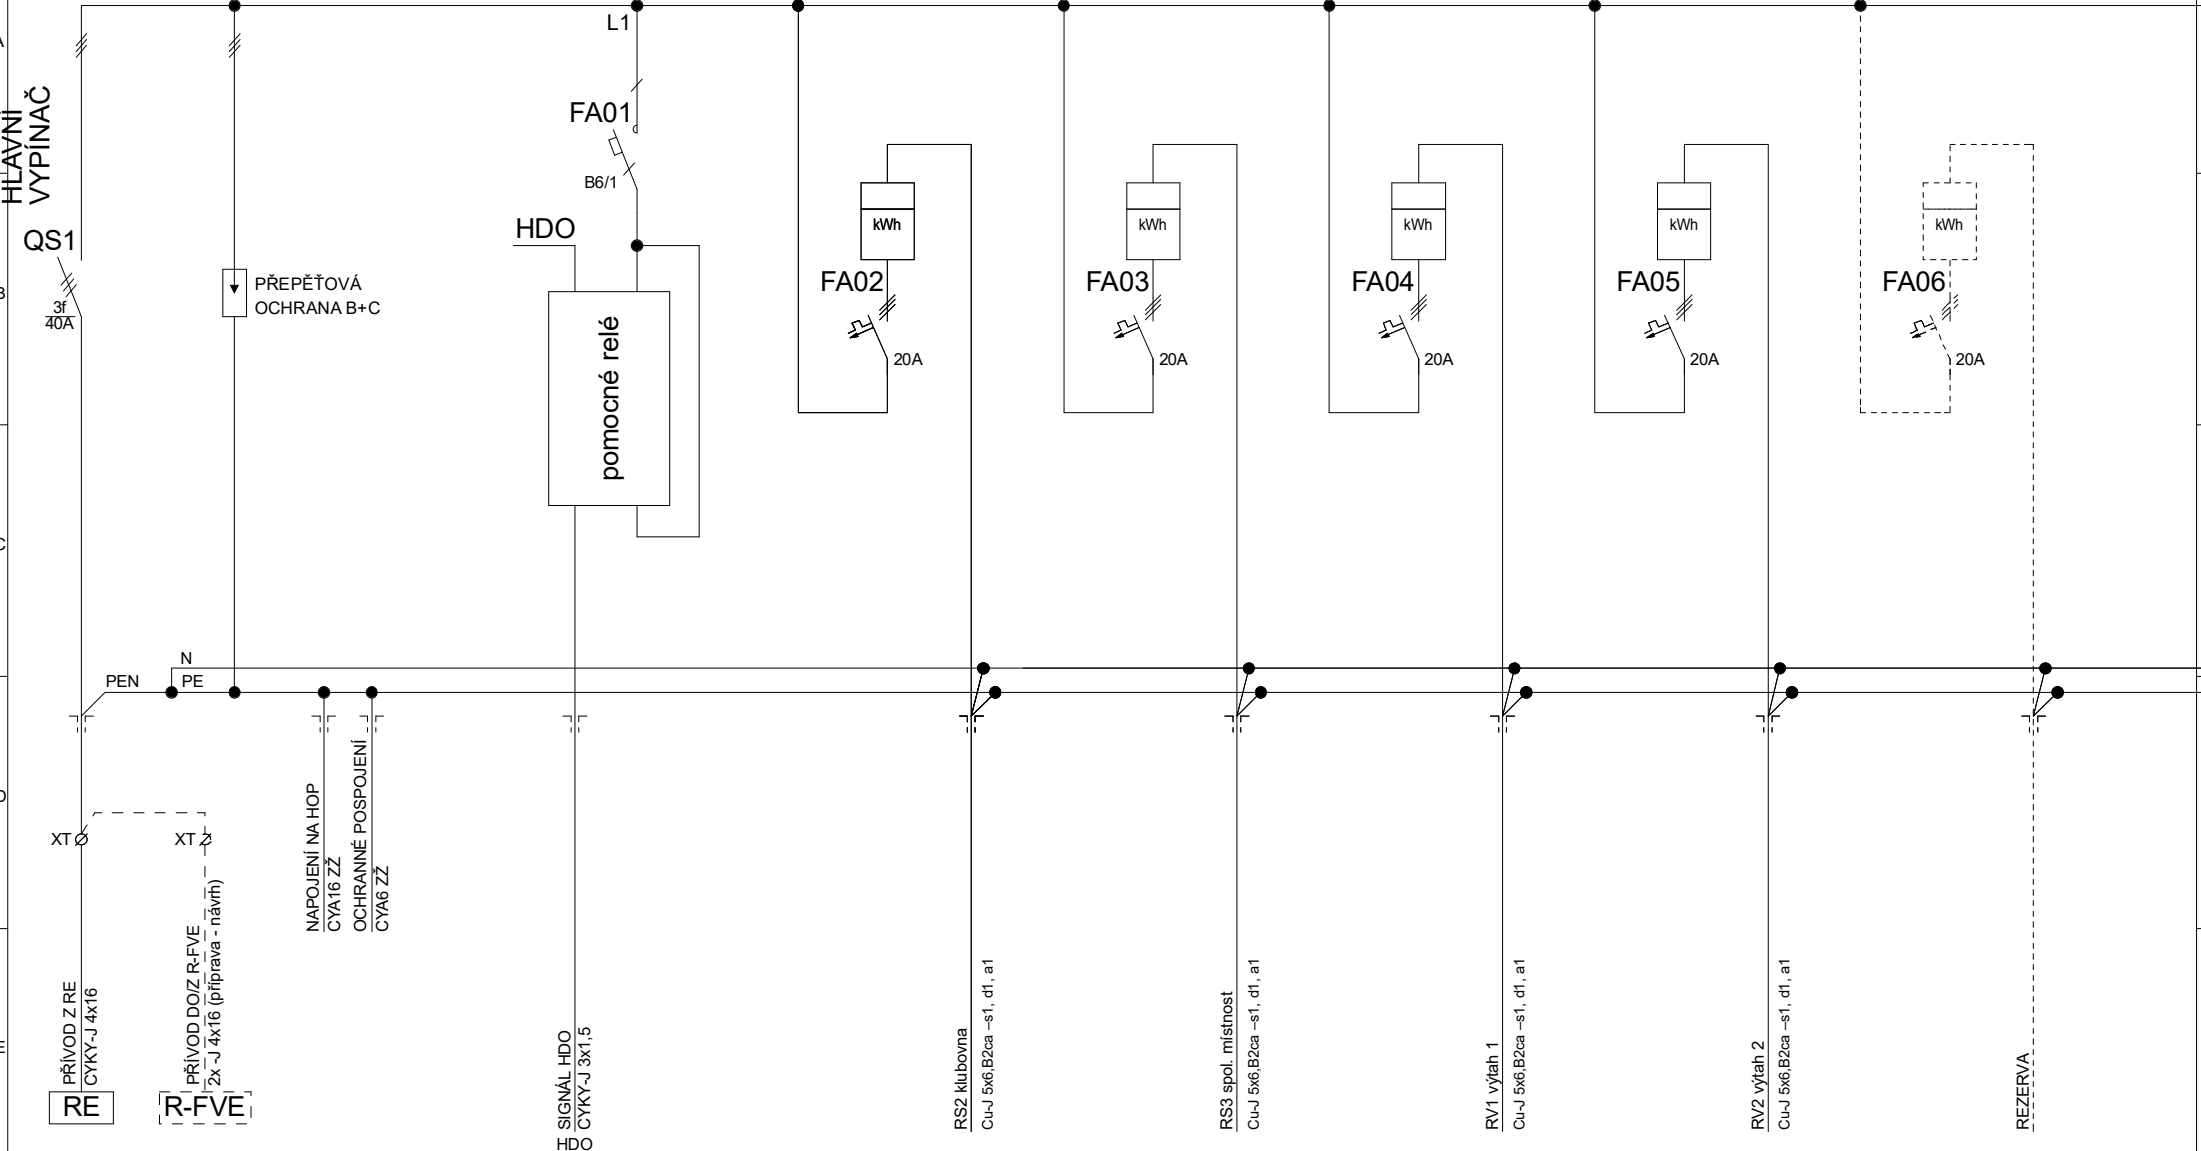 A
B
C
D
E
HLAVNÍ
VYPÍNAČ
QS1
3f
40A
PŘEPĚŤOVÁ
OCHRANA B+C
L1
FA01
B6/1
HDO
pomocné relé
kWh
FA02
20A
kWh
FA03
20A
kWh
FA04
20A
kWh
FA05
20A
kWh
FA06
20A
N
PEN
PE
XT
XT
PŘÍVOD Z RE
CYKY-J 4x16
RE
PŘÍVOD DO/Z R-FVE
2x -J 4x16 (příprava - návrh)
R-FVE
NAPOJENÍ NA HOP
CYA16 ZŽ
OCHRANNÉ POSPOJENÍ
CYA6 ZŽ
SIGNÁL HDO
CYKY-J 3x1,5
HDO
RS2 klubovna
Cu-J 5x6,B2ca –s1, d1, a1
RS3 spol. místnost
Cu-J 5x6,B2ca –s1, d1, a1
RV1 výtah 1
Cu-J 5x6,B2ca –s1, d1, a1
RV2 výtah 2
Cu-J 5x6,B2ca –s1, d1, a1
REZERVA